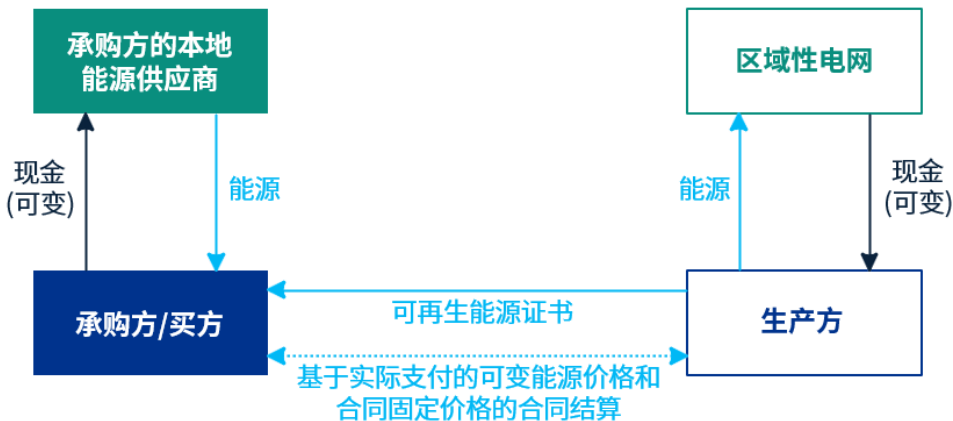 承购方的本地
能源供应商
区域性电网
现金
(可变)
能源
能源
现金
(可变)
承购方/买方
可再生能源证书
生产方
基于实际支付的可变能源价格和
合同固定价格的合同结算